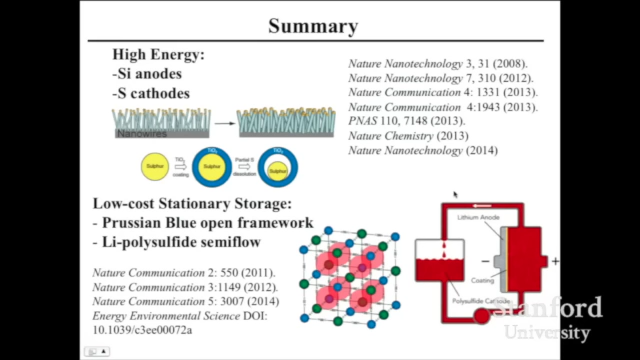 Summary
High Energy:
-Si anodes
-S cathodes
Nature Nanotechnology 3, 31 (2008).
Nature Nanotechnology 7, 310 (2012).
Nature Communication 4: 1331 (2013).
Nature Communication 4:1943 (2013).
PNAS 110, 7148 (2013).
Nature Chemistry (2013)
Nature Nanotechnology (2014)
Nanowires
Sulphur
TiO2
coating
Sulphur
TiO2
Partial S
dissolution
TiO2
Sulphur
Low-cost Stationary Storage:
- Prussian Blue open framework
- Li-polysulfide semiflow
Nature Communication 2: 550 (2011).
Nature Communication 3:1149 (2012).
Nature Communication 5: 3007 (2014)
Energy Environmental Science DOI:
10.1039/c3ee00072a
Lithium Anode
- +
Coating
Polysulfide Cathode
Stanford
University